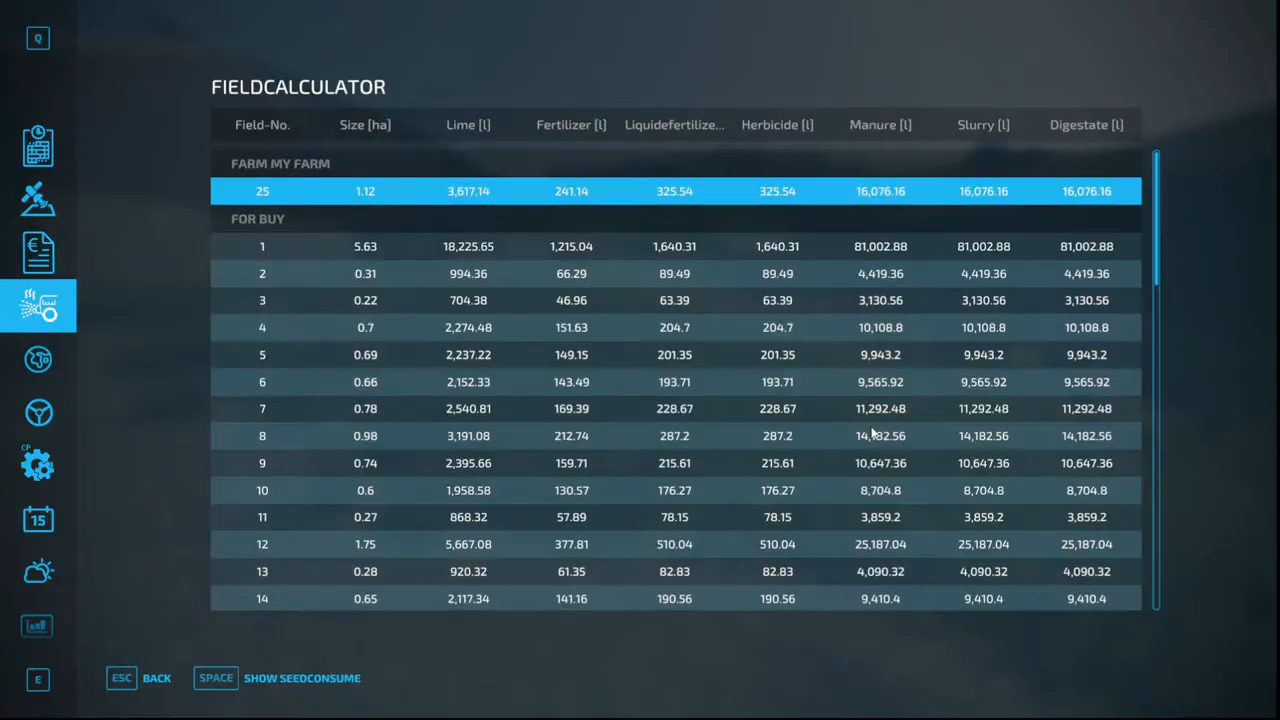 Q
FIELDCALCULATOR
Field-No. Size [ha] Lime [l] Fertilizer [l] Liquidefertilize... Herbicide [l] Manure [l] Slurry [l] Digestate [l]
FARM MY FARM
25 1.12 3,617.14 241.14 325.54 325.54 16,076.16 16,076.16 16,076.16
FOR BUY
1 5.63 18,225.65 1,215.04 1,640.31 1,640.31 81,002.88 81,002.88 81,002.88
2 0.31 994.36 66.29 89.49 89.49 4,419.36 4,419.36 4,419.36
3 0.22 704.38 46.96 63.39 63.39 3,130.56 3,130.56 3,130.56
4 0.7 2,274.48 151.63 204.7 204.7 10,108.8 10,108.8 10,108.8
5 0.69 2,237.22 149.15 201.35 201.35 9,943.2 9,943.2 9,943.2
6 0.66 2,152.33 143.49 193.71 193.71 9,565.92 9,565.92 9,565.92
7 0.78 2,540.81 169.39 228.67 228.67 11,292.48 11,292.48 11,292.48
8 0.98 3,191.08 212.74 287.2 287.2 14,182.56 14,182.56 14,182.56
9 0.74 2,395.66 159.71 215.61 215.61 10,647.36 10,647.36 10,647.36
10 0.6 1,958.58 130.57 176.27 176.27 8,704.8 8,704.8 8,704.8
11 0.27 868.32 57.89 78.15 78.15 3,859.2 3,859.2 3,859.2
12 1.75 5,667.08 377.81 510.04 510.04 25,187.04 25,187.04 25,187.04
13 0.28 920.32 61.35 82.83 82.83 4,090.32 4,090.32 4,090.32
14 0.65 2,117.34 141.16 190.56 190.56 9,410.4 9,410.4 9,410.4
€
CP
15
E
ESC BACK SPACE SHOW SEEDCONSUME